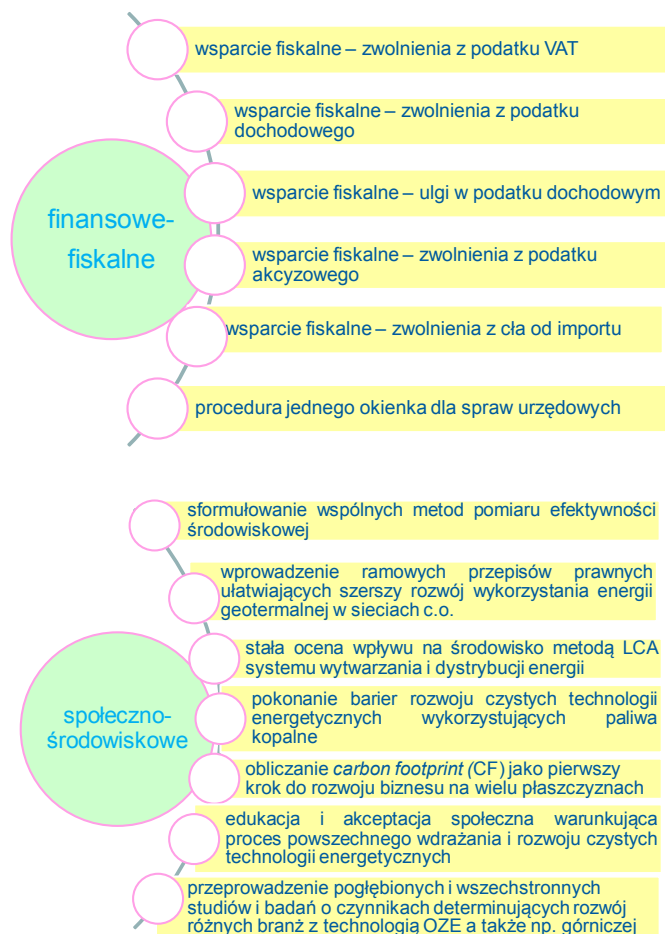 finansowe-
fiskalne
wsparcie fiskalne – zwolnienia z podatku VAT
wsparcie fiskalne – zwolnienia z podatku
dochodowego
wsparcie fiskalne – ulgi w podatku dochodowym
wsparcie fiskalne – zwolnienia z podatku
akcyzowego
wsparcie fiskalne – zwolnienia z cła od importu
procedura jednego okienka dla spraw urzędowych
społeczno-
środowiskowe
sformułowanie wspólnych metod pomiaru efektywności
środowiskowej
wprowadzenie ramowych przepisów prawnych
ułatwiających szerszy rozwój wykorzystania energii
geotermalnej w sieciach c.o.
stała ocena wpływu na środowisko metodą LCA
systemu wytwarzania i dystrybucji energii
pokonanie barier rozwoju czystych technologii
energetycznych wykorzystujących paliwa
kopalne
obliczanie carbon footprint (CF) jako pierwszy
krok do rozwoju biznesu na wielu płaszczyznach
edukacja i akceptacja społeczna warunkująca
proces powszechnego wdrażania i rozwoju czystych
technologii energetycznych
przeprowadzenie pogłębionych i wszechstronnych
studiów i badań o czynnikach determinujących rozwój
różnych branż z technologią OZE a także np. górniczej